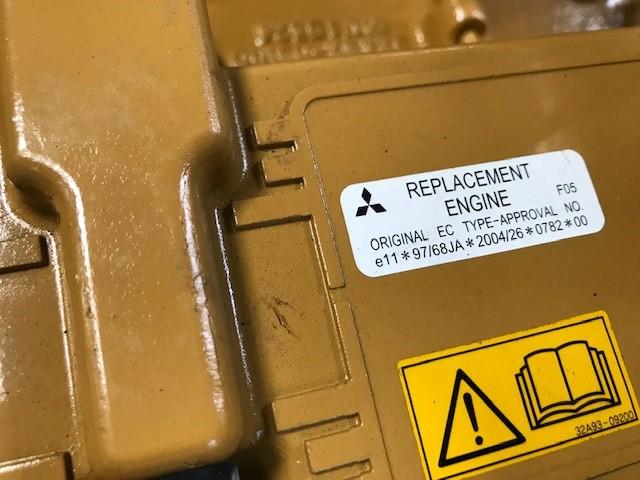 REPLACEMENT
ENGINE
F05
ORIGINAL EC TYPE-APPROVAL NO.
e11*97/68JA*2004/26*0782*00
32A93-09200